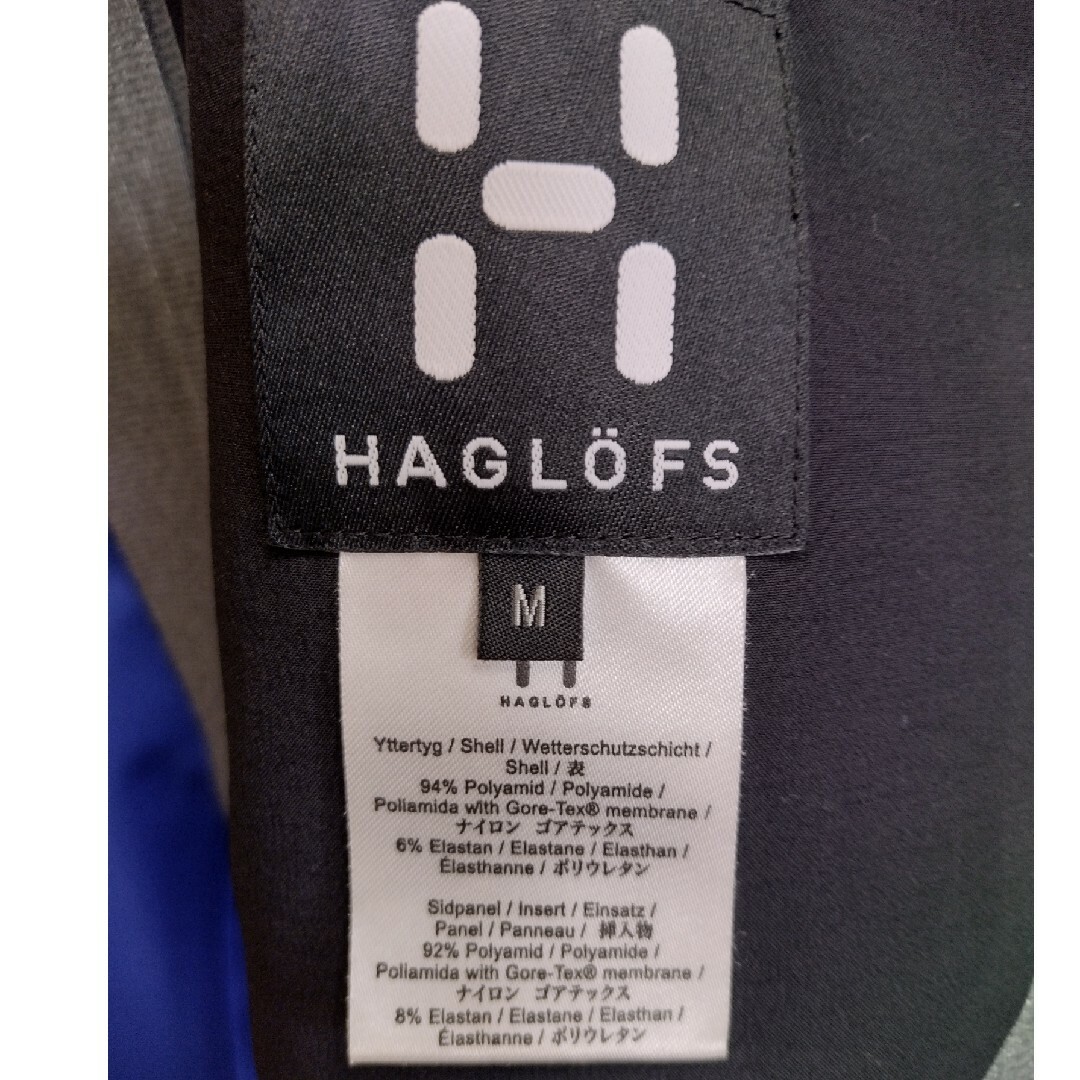 HAGLÖFS
M
HAGLÖFS
Yttertyg / Shell / Wetterschutzschicht /
Shell / 表
94% Polyamid / Polyamide /
Poliamida with Gore-Tex® membrane /
ナイロン ゴアテックス
6% Elastan / Elastane / Elasthan /
Élasthanne / ポリウレタン
Sidpanel / Insert / Einsatz /
Panel / Panneau / 挿入物
92% Polyamid / Polyamide /
Poliamida with Gore-Tex® membrane /
ナイロン ゴアテックス
8% Elastan / Elastane / Elasthan /
Élasthanne / ポリウレタン